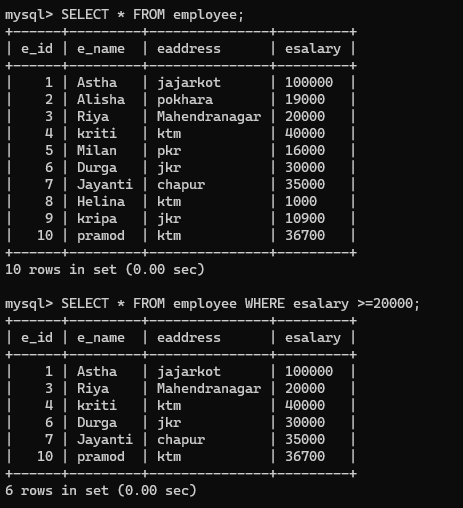 mysql> SELECT * FROM employee;
+------+---------+--------------+---------+
| e_id | e_name  | eaddress     | esalary |
+------+---------+--------------+---------+
|    1 | Astha   | jajarkot     | 100000  |
|    2 | Alisha  | pokhara      | 19000   |
|    3 | Riya    | Mahendranagar | 20000   |
|    4 | kriti   | ktm          | 40000   |
|    5 | Milan   | pkr          | 16000   |
|    6 | Durga   | jkr          | 30000   |
|    7 | Jayanti | chapur       | 35000   |
|    8 | Helina  | ktm          | 1000    |
|    9 | kripa   | jkr          | 10900   |
|   10 | pramod  | ktm          | 36700   |
+------+---------+--------------+---------+
10 rows in set (0.00 sec)

mysql> SELECT * FROM employee WHERE esalary >=20000;
+------+---------+--------------+---------+
| e_id | e_name  | eaddress     | esalary |
+------+---------+--------------+---------+
|    1 | Astha   | jajarkot     | 100000  |
|    3 | Riya    | Mahendranagar | 20000   |
|    4 | kriti   | ktm          | 40000   |
|    6 | Durga   | jkr          | 30000   |
|    7 | Jayanti | chapur       | 35000   |
|   10 | pramod  | ktm          | 36700   |
+------+---------+--------------+---------+
6 rows in set (0.00 sec)